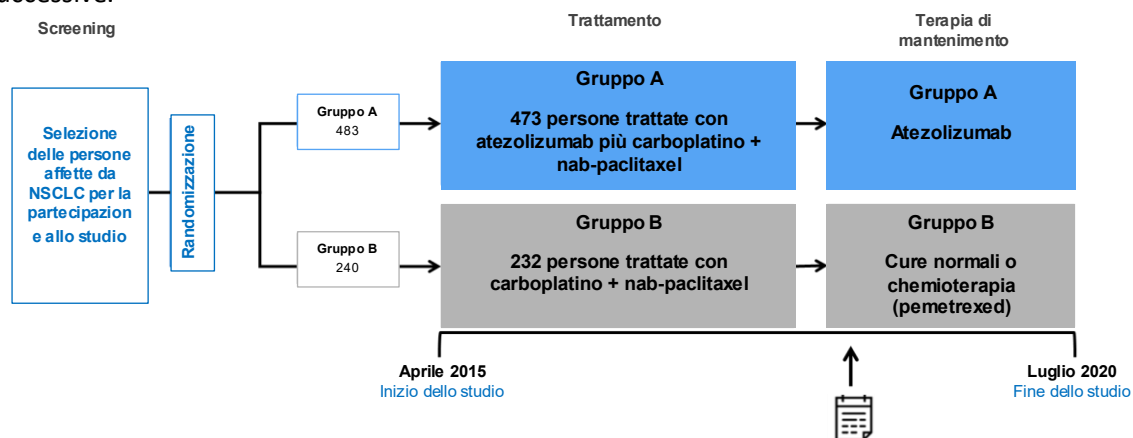 Screening
Trattamento
Terapia di
mantenimento
Selezione
delle persone
affette da
NSCLC per la
partecipazion
e allo studio
Randomizzazione
Gruppo A
483
Gruppo A
473 persone trattate con
atezolizumab più carboplatino +
nab-paclitaxel
Gruppo A
Atezolizumab
Gruppo B
240
Gruppo B
232 persone trattate con
carboplatino + nab-paclitaxel
Gruppo B
Cure normali o
chemioterapia
(pemetrexed)
Aprile 2015
Inizio dello studio
Luglio 2020
Fine dello studio